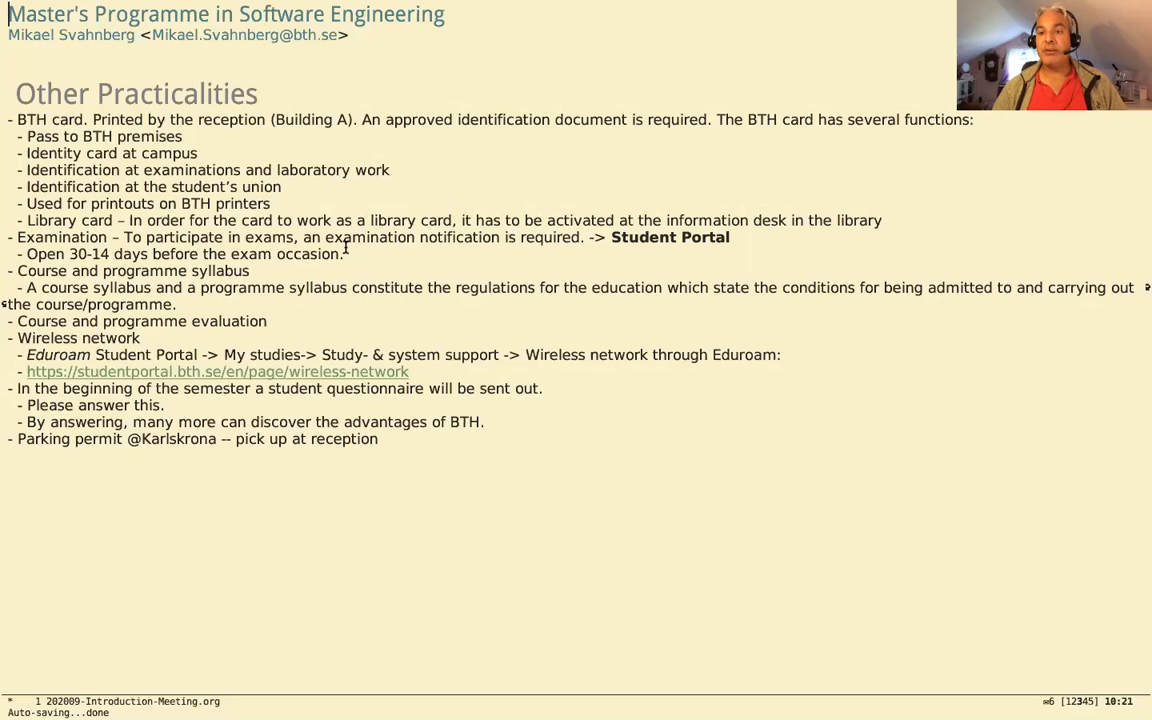 Master's Programme in Software Engineering
Mikael Svahnberg <Mikael.Svahnberg@bth.se>
Other Practicalities
- BTH card. Printed by the reception (Building A). An approved identification document is required. The BTH card has several functions:
- Pass to BTH premises
- Identity card at campus
- Identification at examinations and laboratory work
- Identification at the student’s union
- Used for printouts on BTH printers
- Library card – In order for the card to work as a library card, it has to be activated at the information desk in the library
- Examination – To participate in exams, an examination notification is required. -> Student Portal
- Open 30-14 days before the exam occasion.
- Course and programme syllabus
- A course syllabus and a programme syllabus constitute the regulations for the education which state the conditions for being admitted to and carrying out
the course/programme.
- Course and programme evaluation
- Wireless network
- Eduroam Student Portal -> My studies-> Study- & system support -> Wireless network through Eduroam:
- https://studentportal.bth.se/en/page/wireless-network
- In the beginning of the semester a student questionnaire will be sent out.
- Please answer this.
- By answering, many more can discover the advantages of BTH.
- Parking permit @Karlskrona -- pick up at reception
* 1 202009-Introduction-Meeting.org ✉6 [12345] 10:21
Auto-saving...done